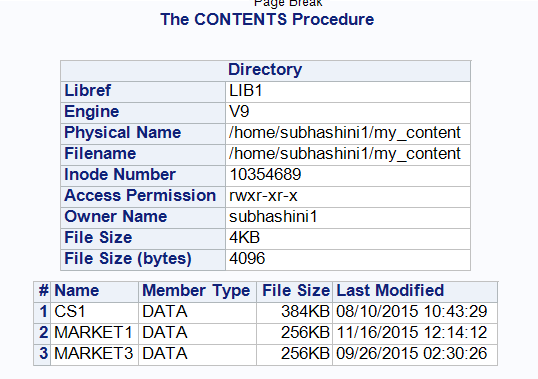 Page Break
The CONTENTS Procedure
Directory
Libref LIB1
Engine V9
Physical Name /home/subhashini1/my_content
Filename /home/subhashini1/my_content
Inode Number 10354689
Access Permission rwxr-xr-x
Owner Name subhashini1
File Size 4KB
File Size (bytes) 4096
# Name Member Type File Size Last Modified
1 CS1 DATA 384KB 08/10/2015 10:43:29
2 MARKET1 DATA 256KB 11/16/2015 12:14:12
3 MARKET3 DATA 256KB 09/26/2015 02:30:26